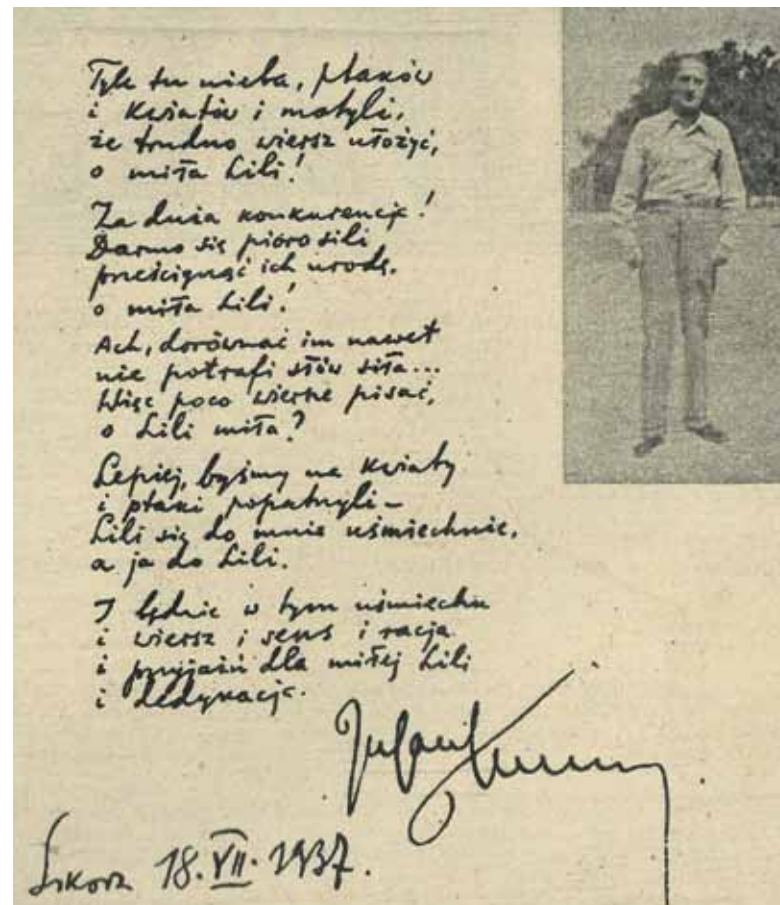 Tyle tu nieba, ptaków
i kwiatów i motyli,
że trudno wiersz ułożyć,
o miła Lili!
Za duża konkurencja!
Darmo się pióro sili
prześcignąć ich urodę,
o miła Lili!
Ach, dorównać im nawet
nie potrafi słów siła...
Więc poco wiersze pisać,
o Lili miła?
Lepiej, byśmy na kwiaty
i ptaki popatrzyli –
Lili się do mnie uśmiechnie,
a ja do Lili.
I będzie w tym uśmiechu
i wiersz i sens i racja
i przyjaźń dla miłej Lili
i dedykacja.
Julian Tuwim
Sikorz 18.VII.1937.